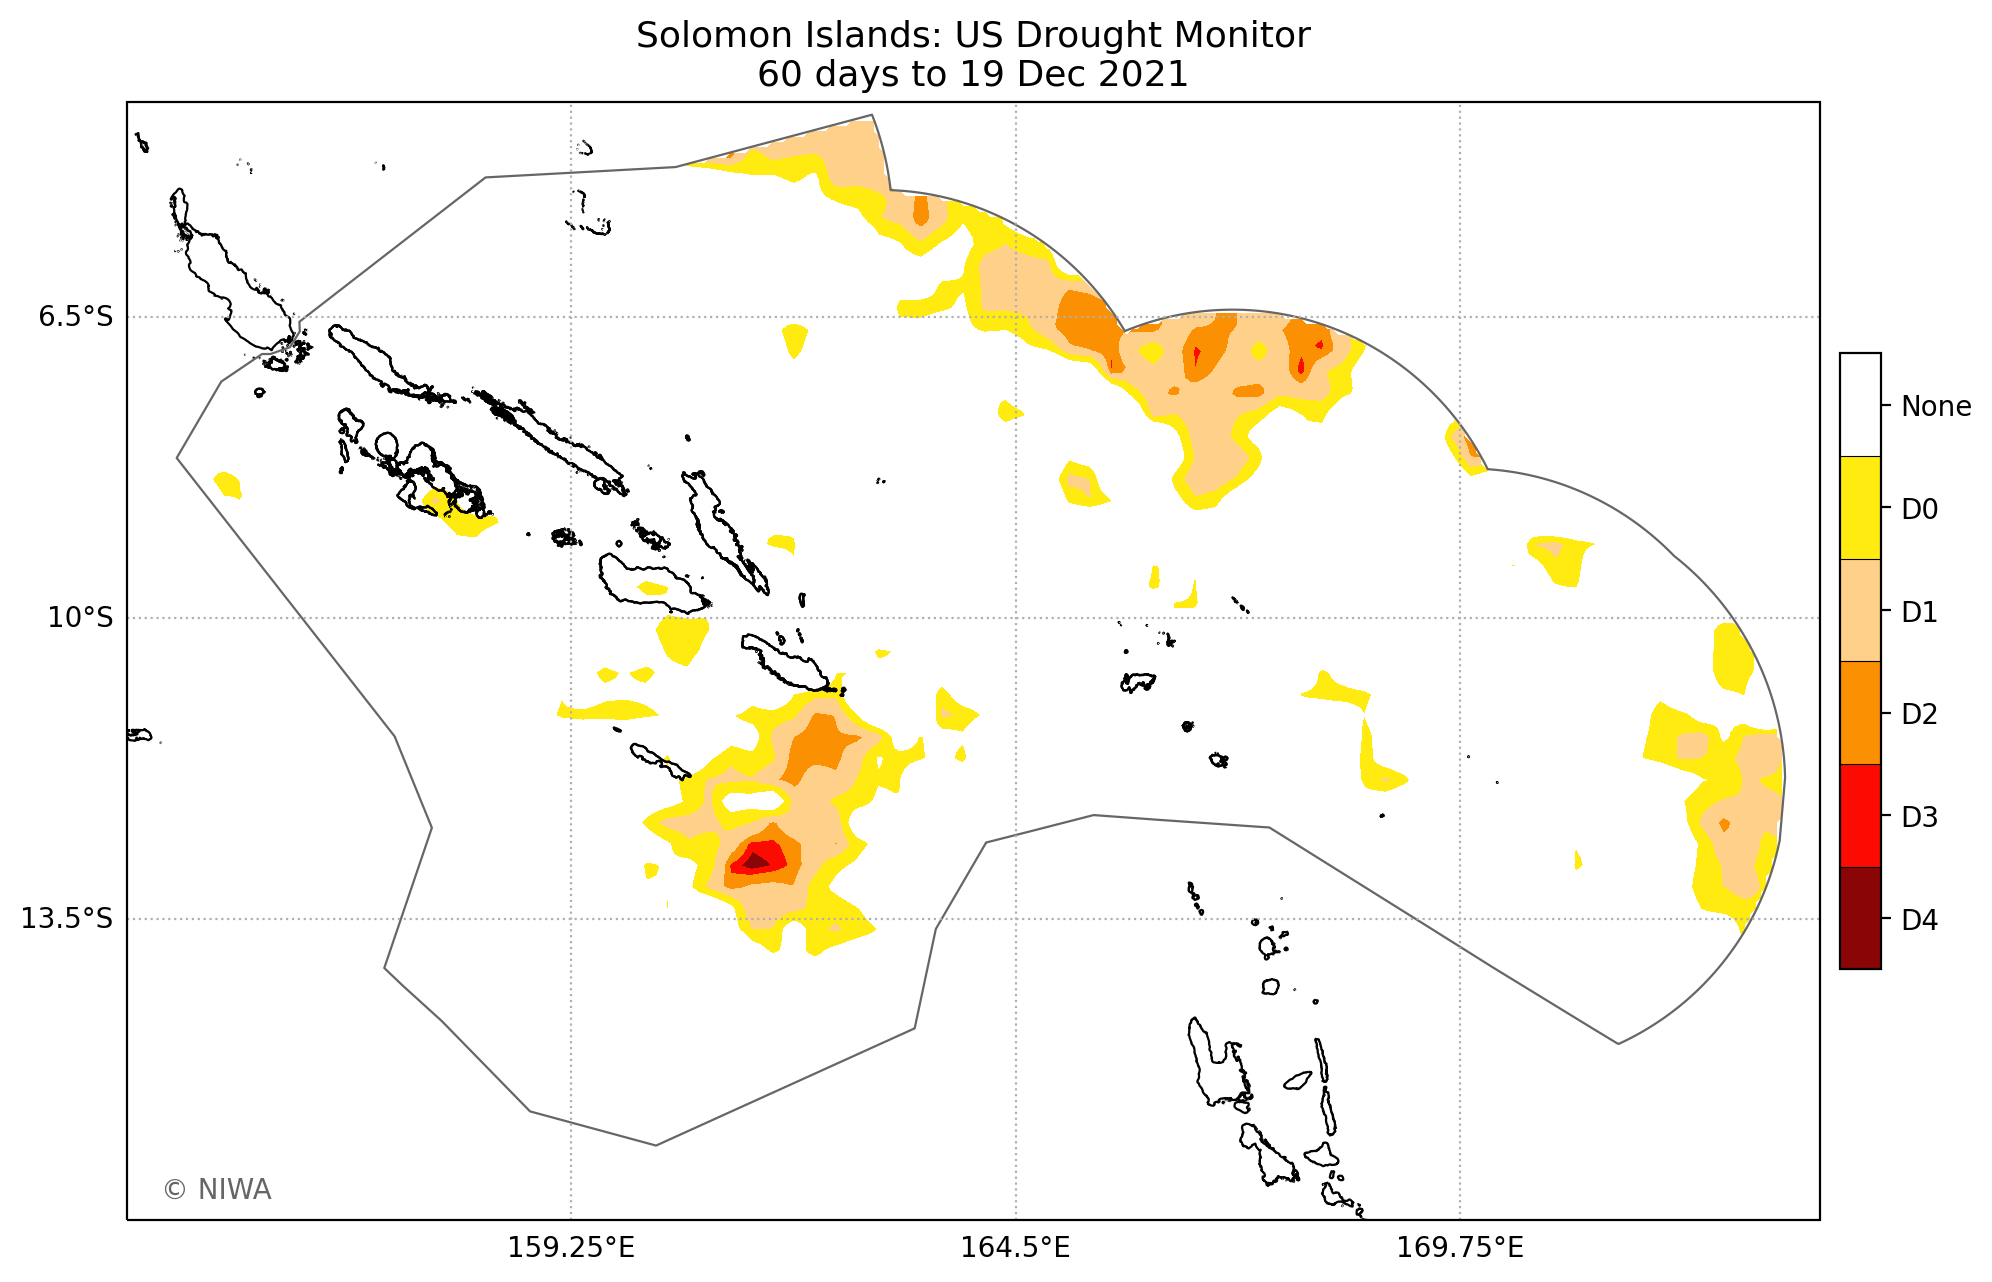 Solomon Islands: US Drought Monitor
60 days to 19 Dec 2021
6.5°S
10°S
13.5°S
159.25°E
164.5°E
169.75°E
None
D0
D1
D2
D3
D4
© NIWA